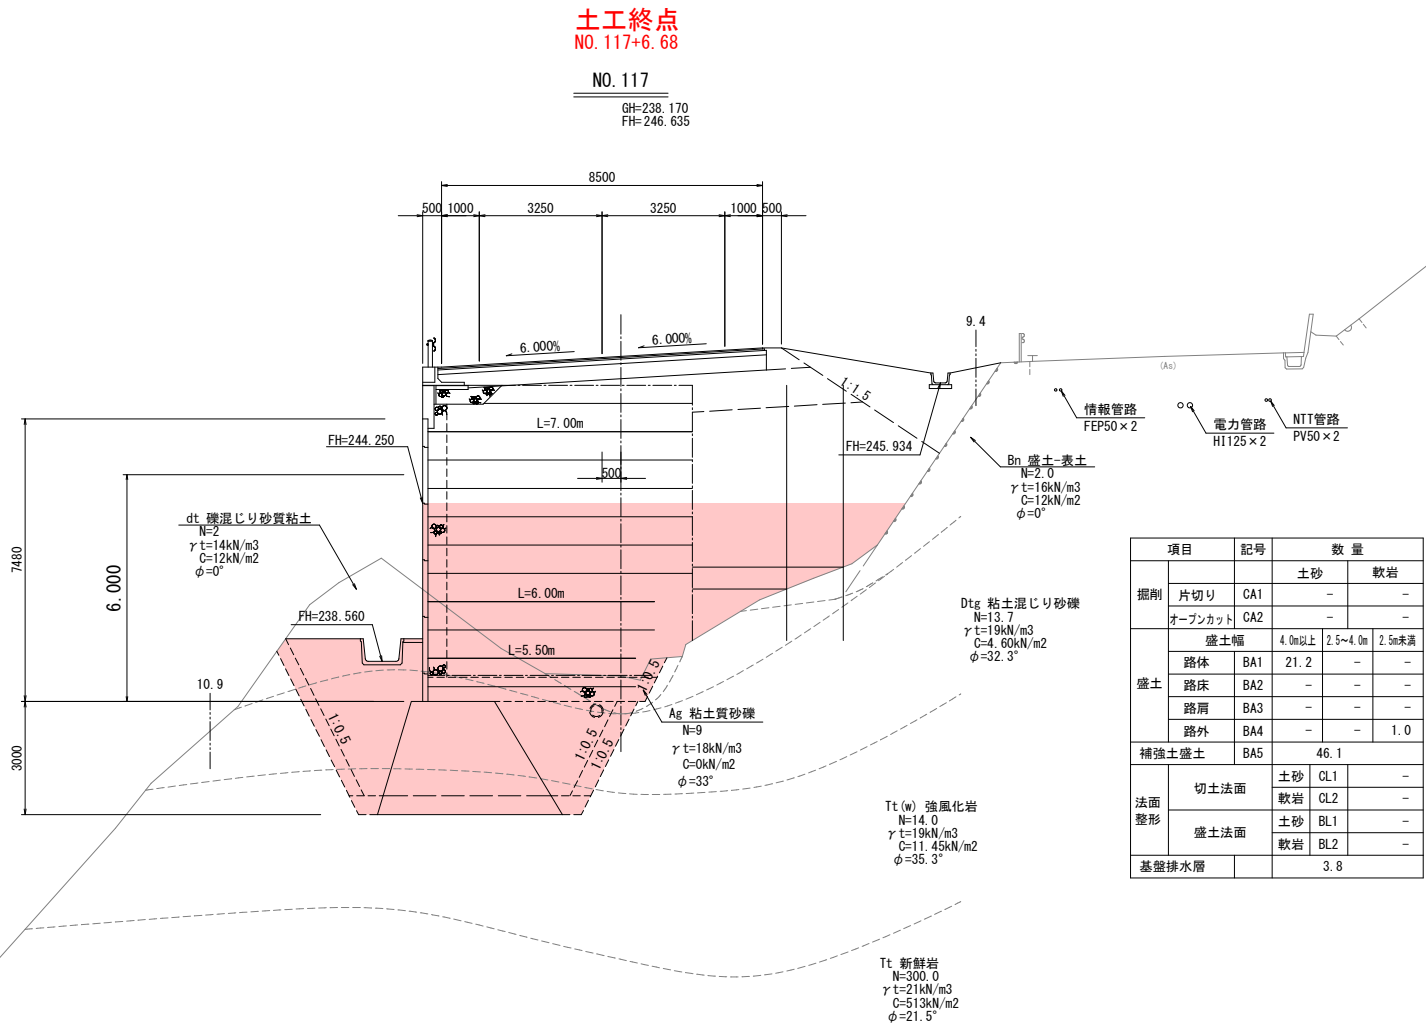 土工終点
NO.117+6.68
NO.117
GH=238.170
FH=246.635
8500
500 1000 3250 3250 1000 500
6.000% 6.000%
9.4
(As)
1:1.5
情報管路
FEP50×2
電力管路
HI125×2
NTT管路
PV50×2
L=7.00m
FH=244.250
FH=245.934
500
Bn 盛土-表土
N=2.0
γt=16kN/m3
C=12kN/m2
φ=0°
dt 礫混じり砂質粘土
N=2
γt=14kN/m3
C=12kN/m2
φ=0°
7480
6.000
3000
L=6.00m
FH=238.560
L=5.50m
Dtg 粘土混じり砂礫
N=13.7
γt=19kN/m3
C=4.60kN/m2
φ=32.3°
10.9
1:0.5
1:0.5
1:0.5
1:0.5
Ag 粘土質砂礫
N=9
γt=18kN/m3
C=0kN/m2
φ=33°
Tt(w) 強風化岩
N=14.0
γt=19kN/m3
C=11.45kN/m2
φ=35.3°
Tt 新鮮岩
N=300.0
γt=21kN/m3
C=513kN/m2
φ=21.5°
項目 記号 数 量
土砂 軟岩
掘削 片切り CA1 - -
オープンカット CA2 - -
盛土幅 4.0m以上 2.5~4.0m 2.5m未満
盛土 路体 BA1 21.2 - -
路床 BA2 - - -
路肩 BA3 - - -
路外 BA4 - - 1.0
補強土盛土 BA5 46.1
法面整形 切土法面 土砂 CL1 -
軟岩 CL2 -
盛土法面 土砂 BL1 -
軟岩 BL2 -
基盤排水層 3.8